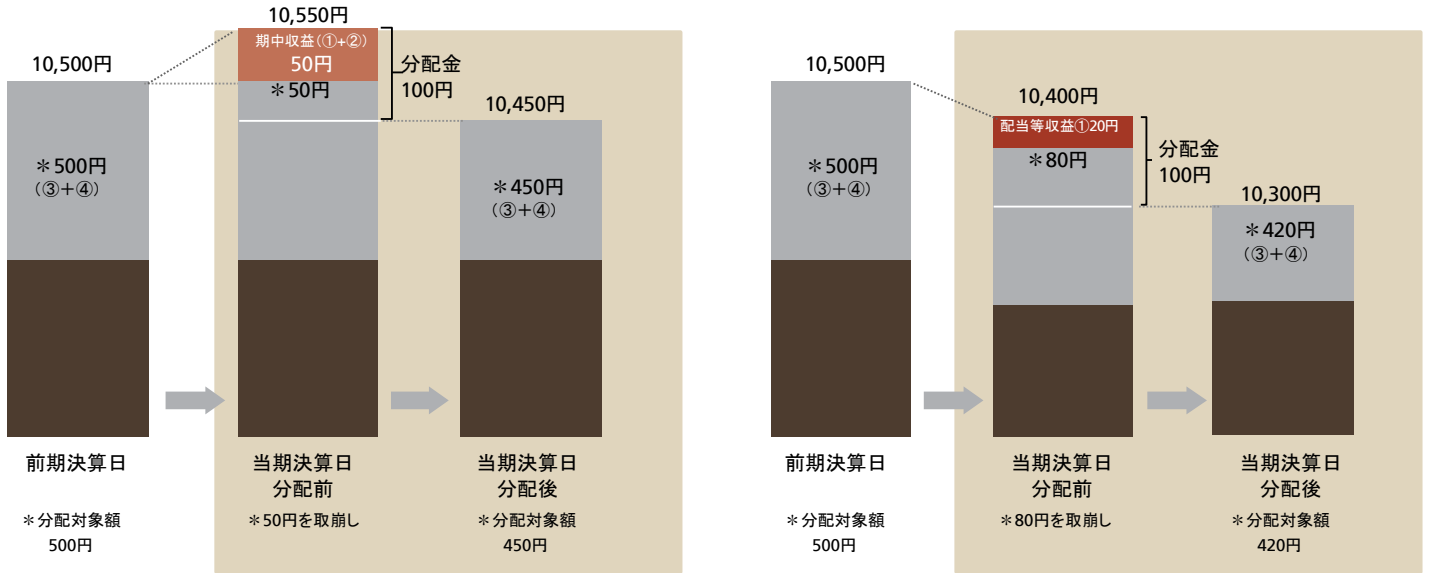 10,500円
＊500円
（③＋④）
前期決算日
＊分配対象額
500円
10,550円
期中収益（①+②）
50円
＊50円
分配金
100円
当期決算日
分配前
＊50円を取崩し
10,450円
＊450円
（③＋④）
当期決算日
分配後
＊分配対象額
450円
10,500円
＊500円
（③＋④）
前期決算日
＊分配対象額
500円
10,400円
配当等収益①20円
＊80円
分配金
100円
当期決算日
分配前
＊80円を取崩し
10,300円
＊420円
（③＋④）
当期決算日
分配後
＊分配対象額
420円